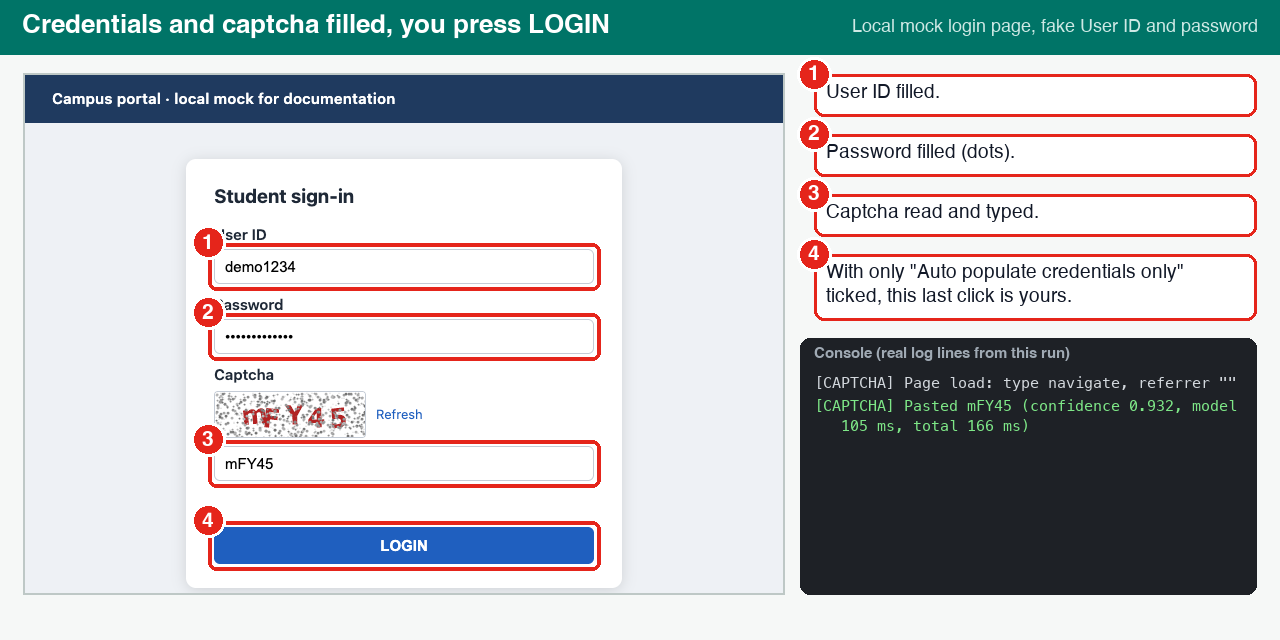 Credentials and captcha filled, you press LOGIN
Local mock login page, fake User ID and password
Campus portal · local mock for documentation
Student sign-in
1
ser ID
demo1234
2
assword
•••••••••••••
Captcha
mFY45
Refresh
3
mFY45
4
LOGIN
1
User ID filled.
2
Password filled (dots).
3
Captcha read and typed.
4
With only "Auto populate credentials only"
ticked, this last click is yours.
Console (real log lines from this run)
[CAPTCHA] Page load: type navigate, referrer ""
[CAPTCHA] Pasted mFY45 (confidence 0.932, model
105 ms, total 166 ms)